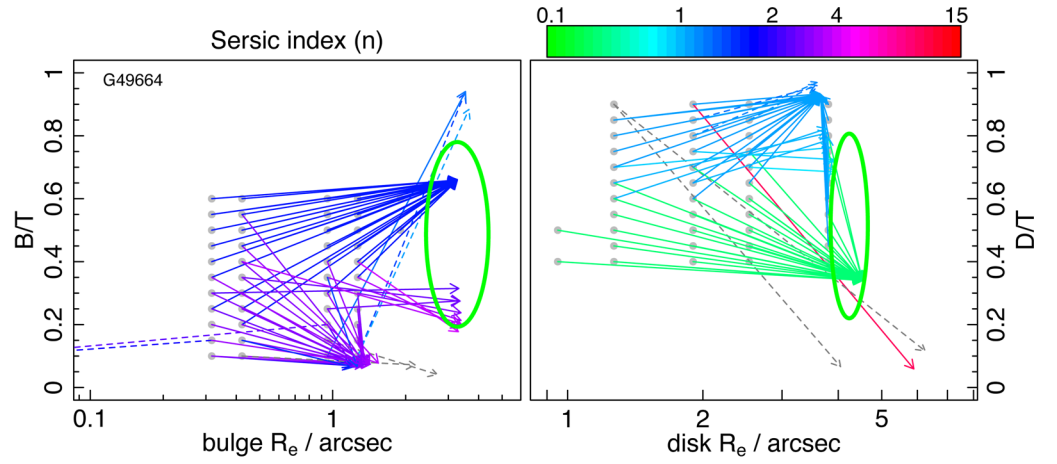 Sersic index (n)
0.1 1 2 4 15
G49664
B/T
0 0.2 0.4 0.6 0.8 1
0.1 1
bulge Re / arcsec
D/T
0 0.2 0.4 0.6 0.8 1
1 2 5
disk Re / arcsec